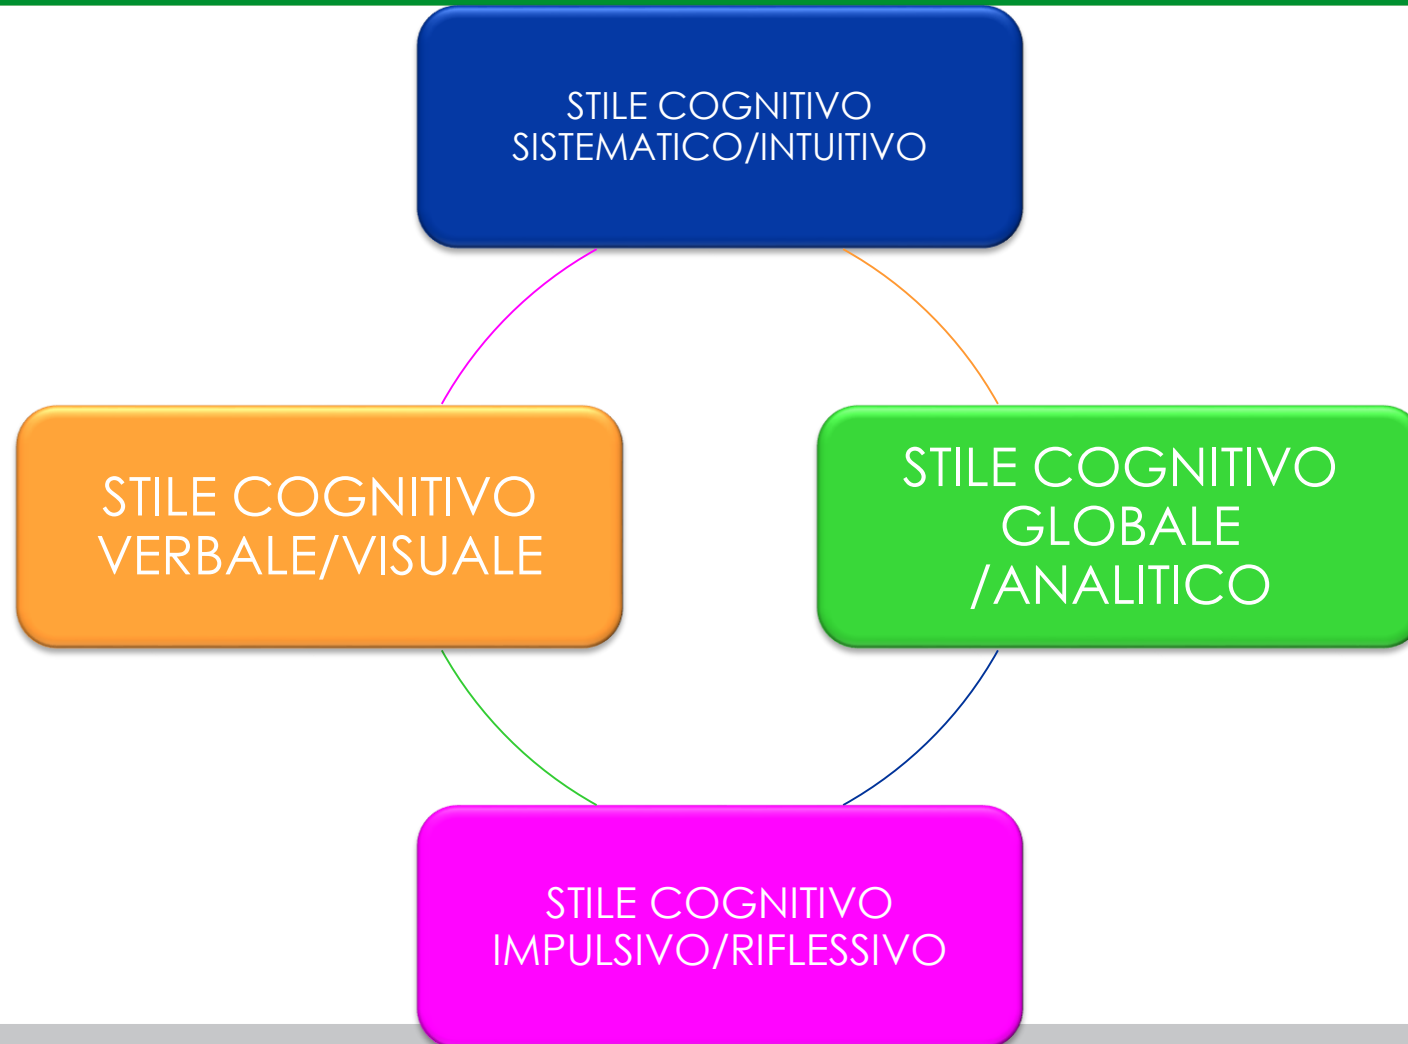 STILE COGNITIVO
SISTEMATICO/INTUITIVO
STILE COGNITIVO
VERBALE/VISUALE
STILE COGNITIVO
GLOBALE
/ANALITICO
STILE COGNITIVO
IMPULSIVO/RIFLESSIVO